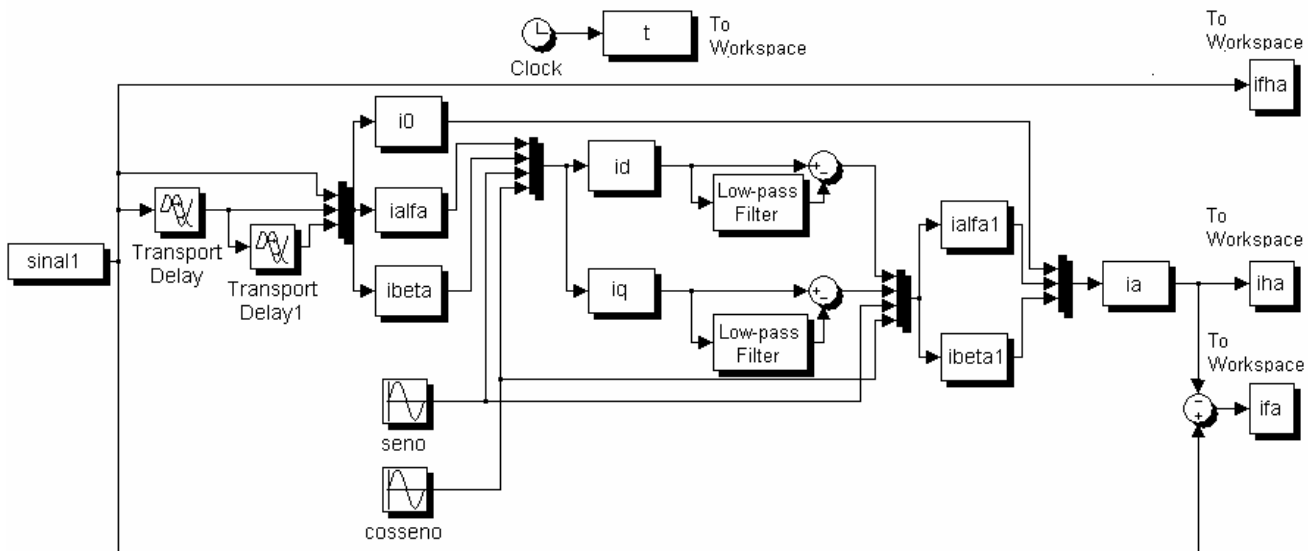 t
To
Workspace
Clock
To
Workspace
ifha
i0
ialfa
ibeta
id
Low-pass
Filter
iq
Low-pass
Filter
sinal1
Transport
Delay
Transport
Delay1
ialfa1
ibeta1
ia
To
Workspace
iha
To
Workspace
ifa
seno
cosseno